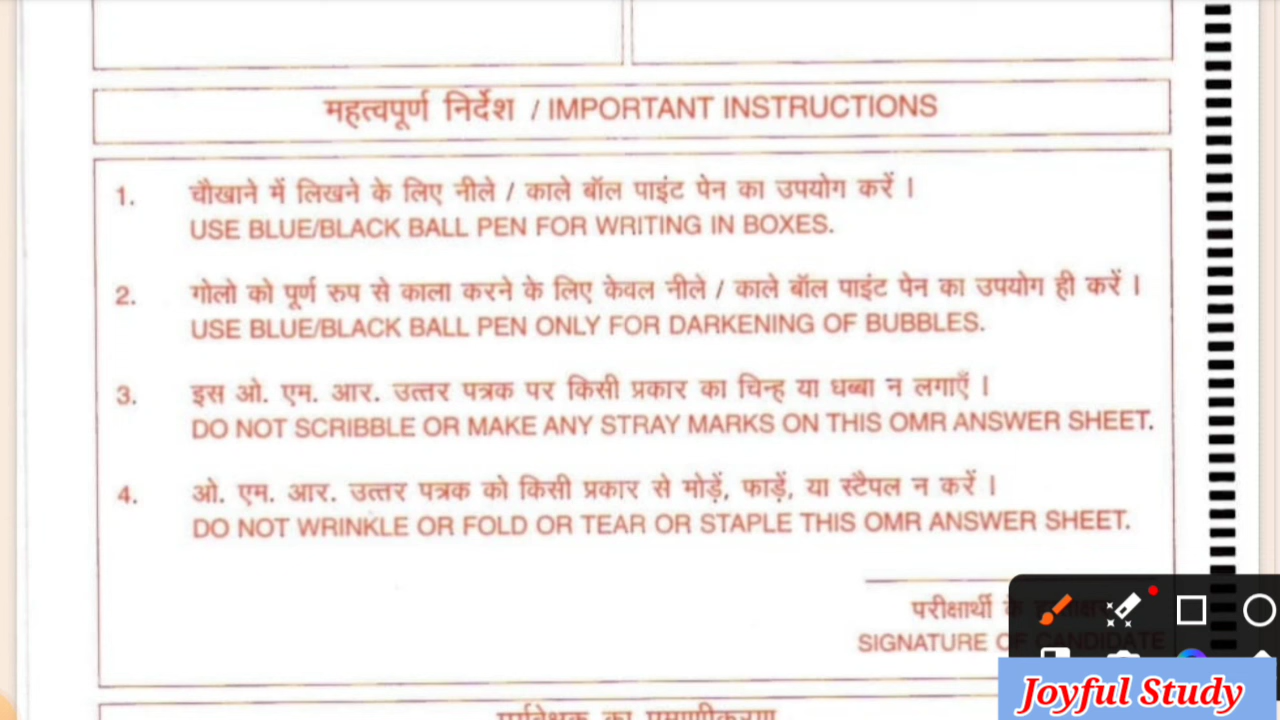 महत्वपूर्ण निर्देश / IMPORTANT INSTRUCTIONS
1. चौखाने में लिखने के लिए नीले / काले बॉल पाइंट पेन का उपयोग करें ।
USE BLUE/BLACK BALL PEN FOR WRITING IN BOXES.
2. गोलो को पूर्ण रुप से काला करने के लिए केवल नीले / काले बॉल पाइंट पेन का उपयोग ही करें ।
USE BLUE/BLACK BALL PEN ONLY FOR DARKENING OF BUBBLES.
3. इस ओ. एम. आर. उत्तर पत्रक पर किसी प्रकार का चिन्ह या धब्बा न लगाएँ ।
DO NOT SCRIBBLE OR MAKE ANY STRAY MARKS ON THIS OMR ANSWER SHEET.
4. ओ. एम. आर. उत्तर पत्रक को किसी प्रकार से मोड़ें, फाड़ें, या स्टैपल न करें ।
DO NOT WRINKLE OR FOLD OR TEAR OR STAPLE THIS OMR ANSWER SHEET.
परीक्षार्थी के हस्ताक्षर
SIGNATURE OF CANDIDATE
Joyful Study